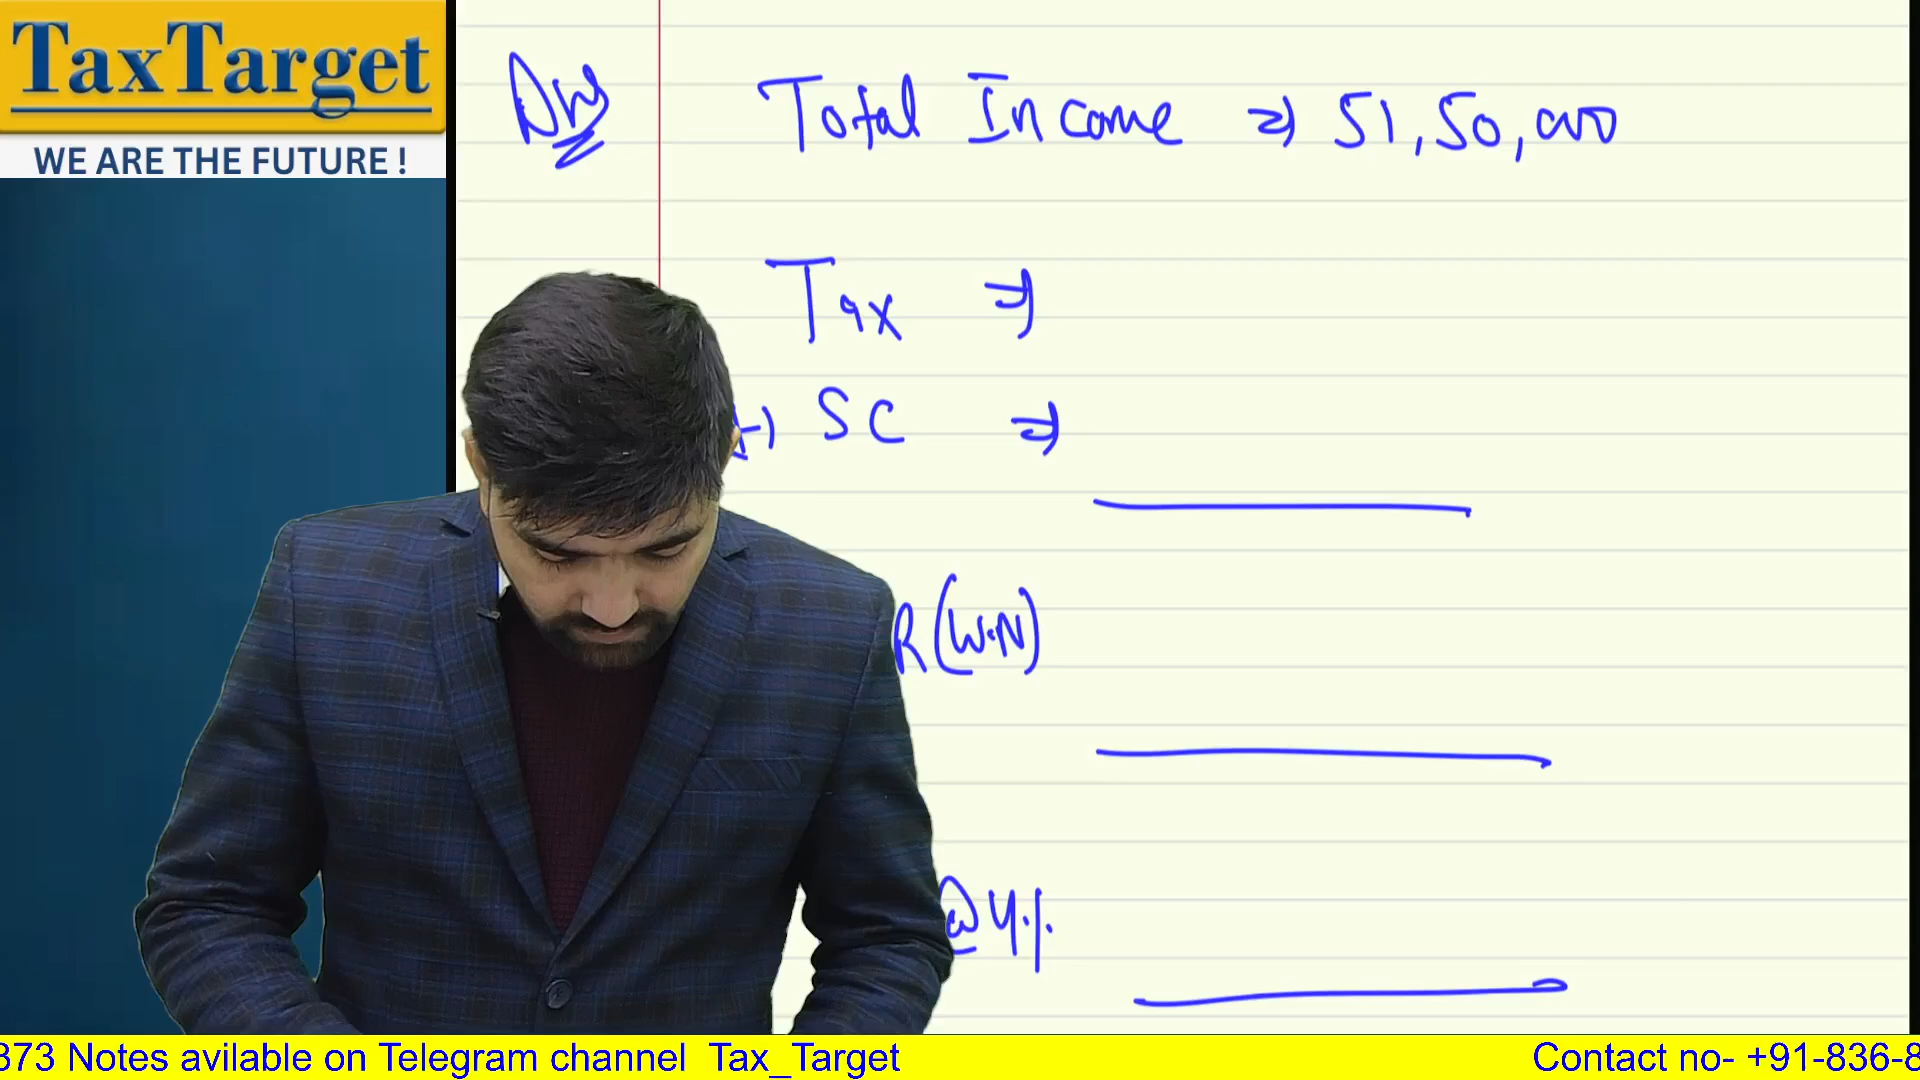 TaxTarget
WE ARE THE FUTURE !
Ans
Total Income ⇒ 51,50,000
Tax ⇒
SC ⇒
R (W.N)
@ 4%
373 Notes avilable on Telegram channel Tax_Target
Contact no- +91-836-8